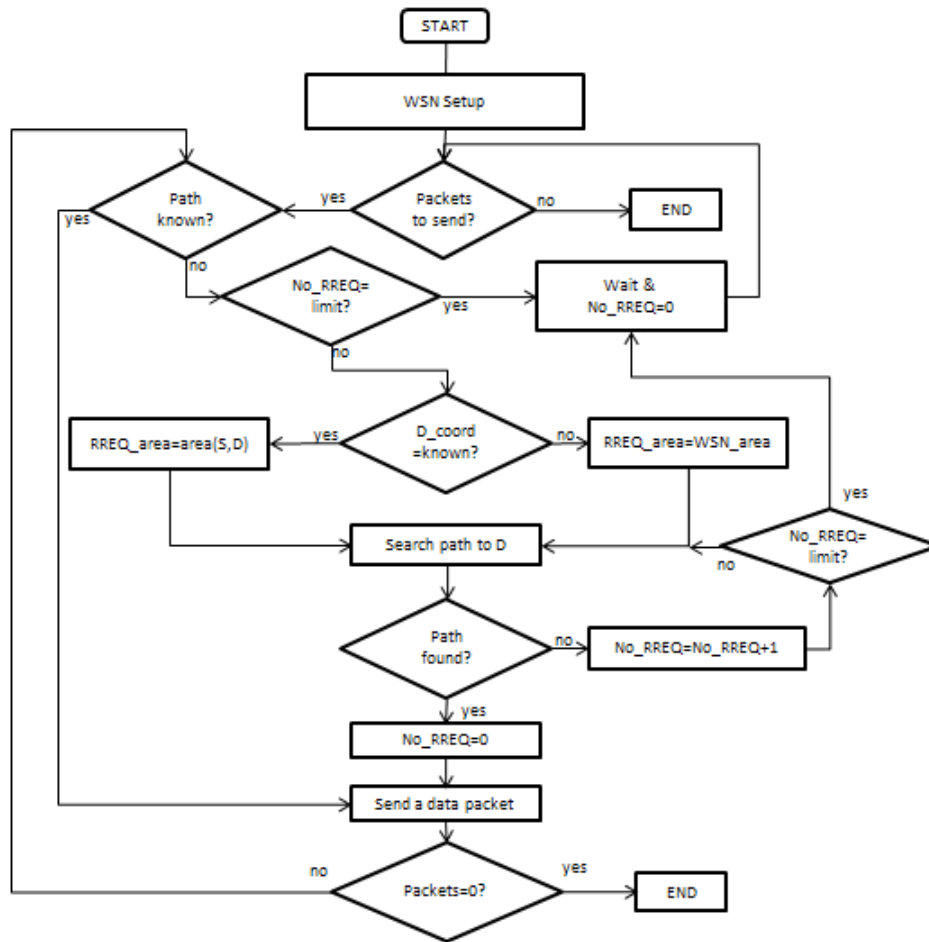 START
WSN Setup
Packets
to send?
yes
no
END
Path
known?
yes
no
No_RREQ=
limit?
yes
no
Wait &
No_RREQ=0
D_coord
=known?
yes
no
RREQ_area=area(S,D)
RREQ_area=WSN_area
Search path to D
No_RREQ=
limit?
yes
no
Path
found?
no
yes
No_RREQ=No_RREQ+1
No_RREQ=0
Send a data packet
Packets=0?
no
yes
END